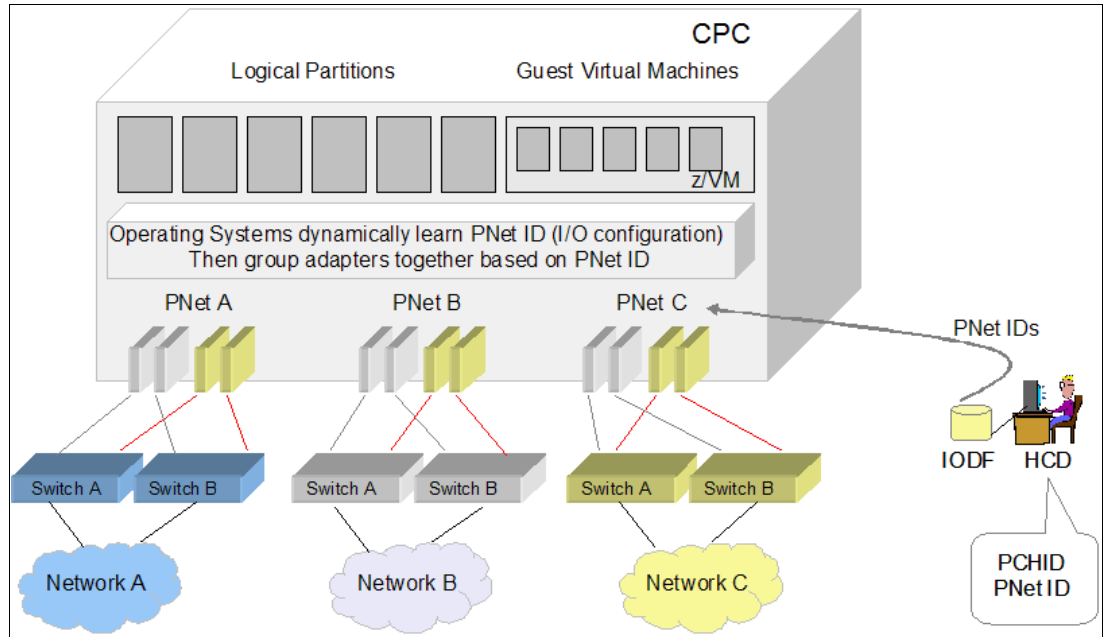 CPC
Logical Partitions
Guest Virtual Machines
z/VM
Operating Systems dynamically learn PNet ID (I/O configuration)
Then group adapters together based on PNet ID
PNet A
PNet B
PNet C
PNet IDs
IODF
HCD
Switch A
Switch B
Switch A
Switch B
Switch A
Switch B
Network A
Network B
Network C
PCHID
PNet ID